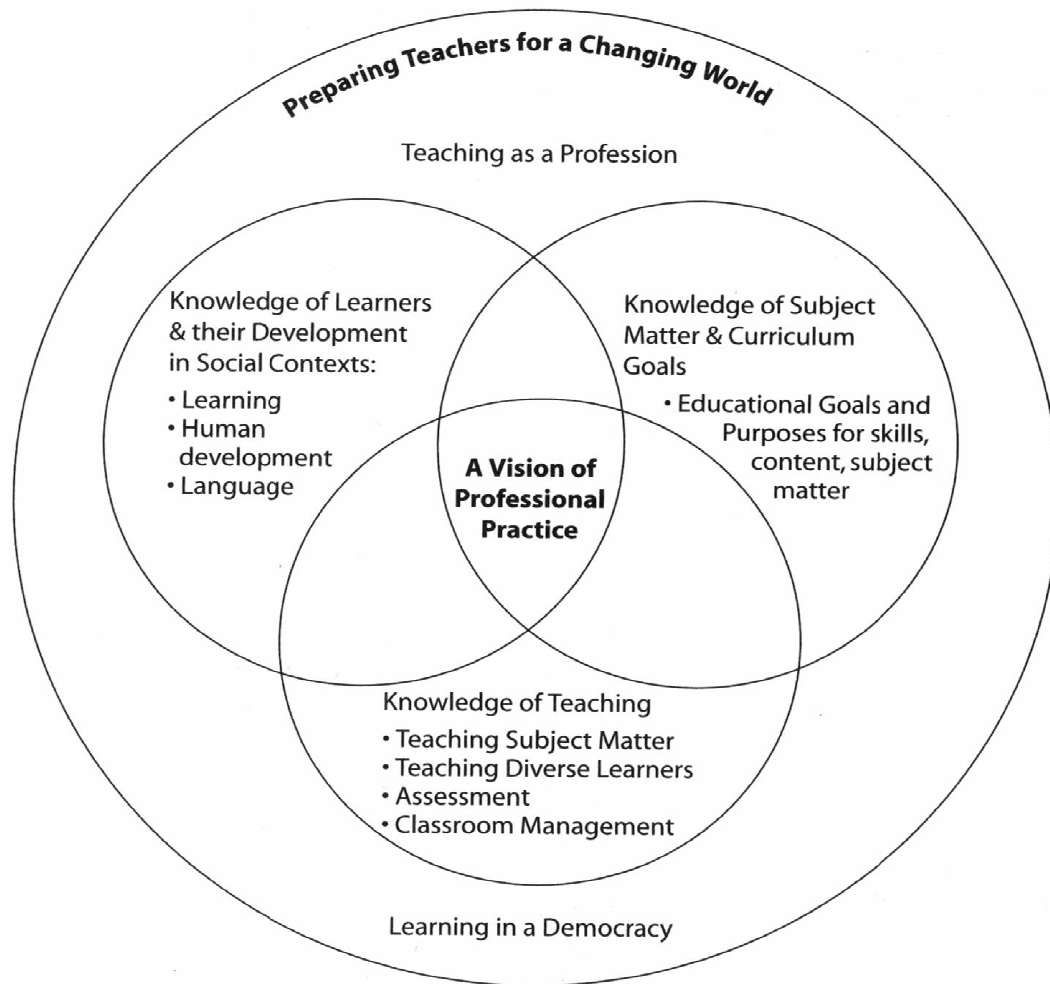 Preparing Teachers for a Changing World
Teaching as a Profession
Knowledge of Learners
& their Development
in Social Contexts:
• Learning
• Human
development
• Language
Knowledge of Subject
Matter & Curriculum
Goals
• Educational Goals and
Purposes for skills,
content, subject
matter
A Vision of
Professional
Practice
Knowledge of Teaching
• Teaching Subject Matter
• Teaching Diverse Learners
• Assessment
• Classroom Management
Learning in a Democracy